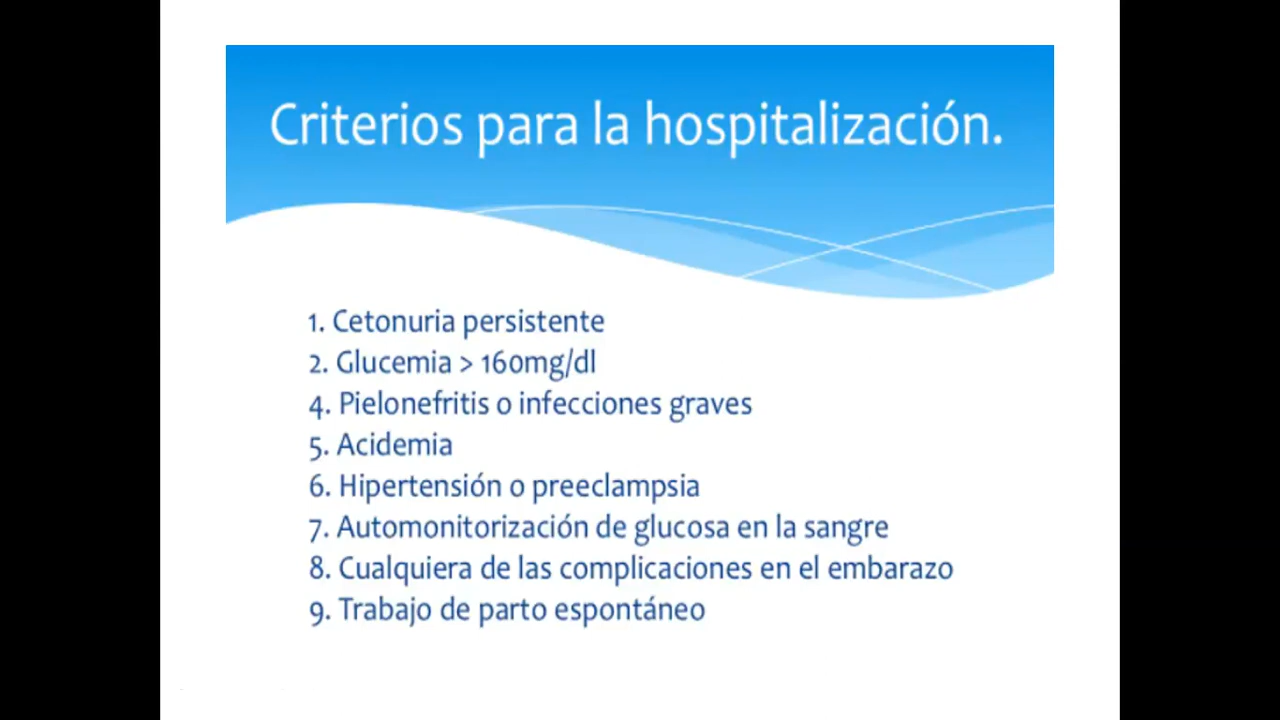 Criterios para la hospitalización.
1. Cetonuria persistente
2. Glucemia > 160mg/dl
4. Pielonefritis o infecciones graves
5. Acidemia
6. Hipertensión o preeclampsia
7. Automonitorización de glucosa en la sangre
8. Cualquiera de las complicaciones en el embarazo
9. Trabajo de parto espontáneo